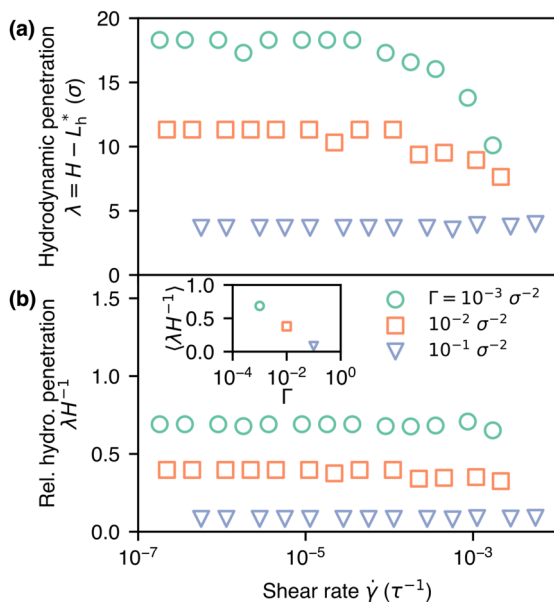 (a)
Hydrodynamic penetration
λ = H − L*h (σ)
20
15
10
5
0
(b)
Rel. hydro. penetration
λH⁻¹
1.5
1.0
0.5
0.0
⟨λH⁻¹⟩
1.0
0.5
0.0
10⁻⁴ 10⁻² 10⁰
Γ
Γ = 10⁻³ σ⁻²
10⁻² σ⁻²
10⁻¹ σ⁻²
10⁻⁷ 10⁻⁵ 10⁻³
Shear rate γ̇ (τ⁻¹)